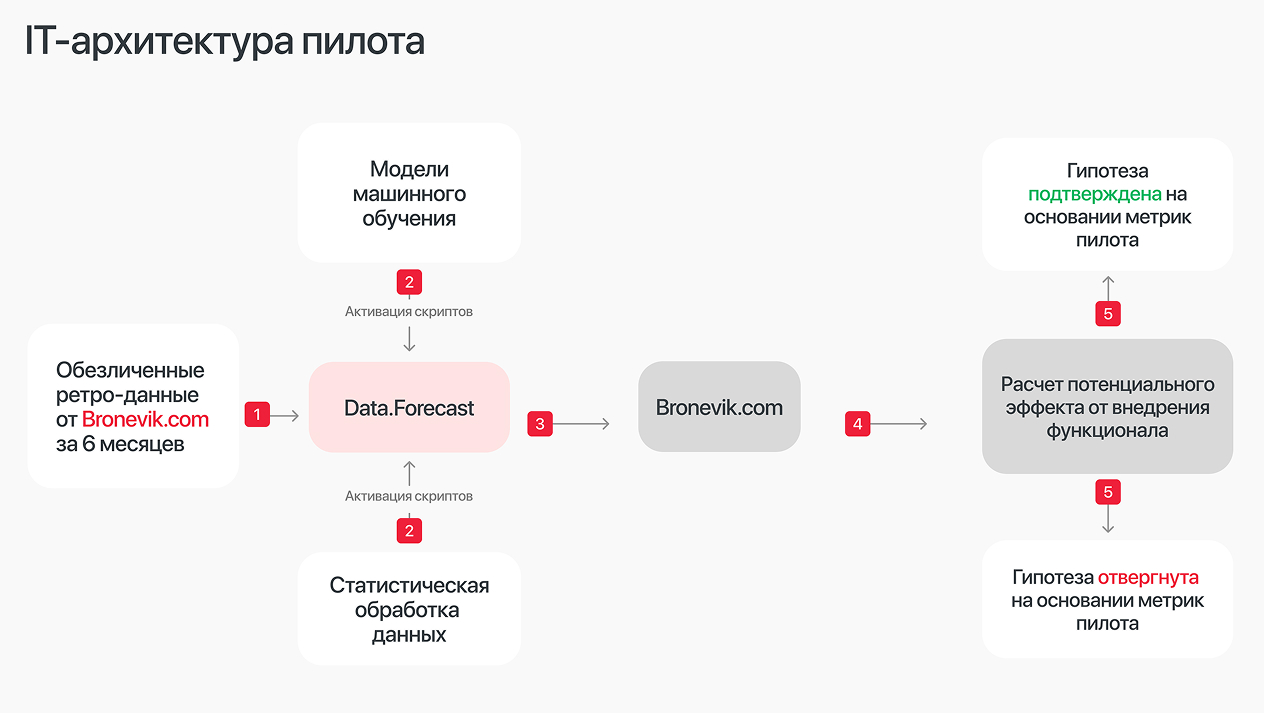 IT-архитектура пилота
Модели
машинного
обучения
2
Активация скриптов
Обезличенные
ретро-данные
от Bronevik.com
за 6 месяцев
1
Data.Forecast
3
Bronevik.com
4
Активация скриптов
2
Статистическая
обработка
данных
Гипотеза
подтверждена на
основании метрик
пилота
5
Расчет потенциального
эффекта от внедрения
функционала
5
Гипотеза отвергнута
на основании метрик
пилота